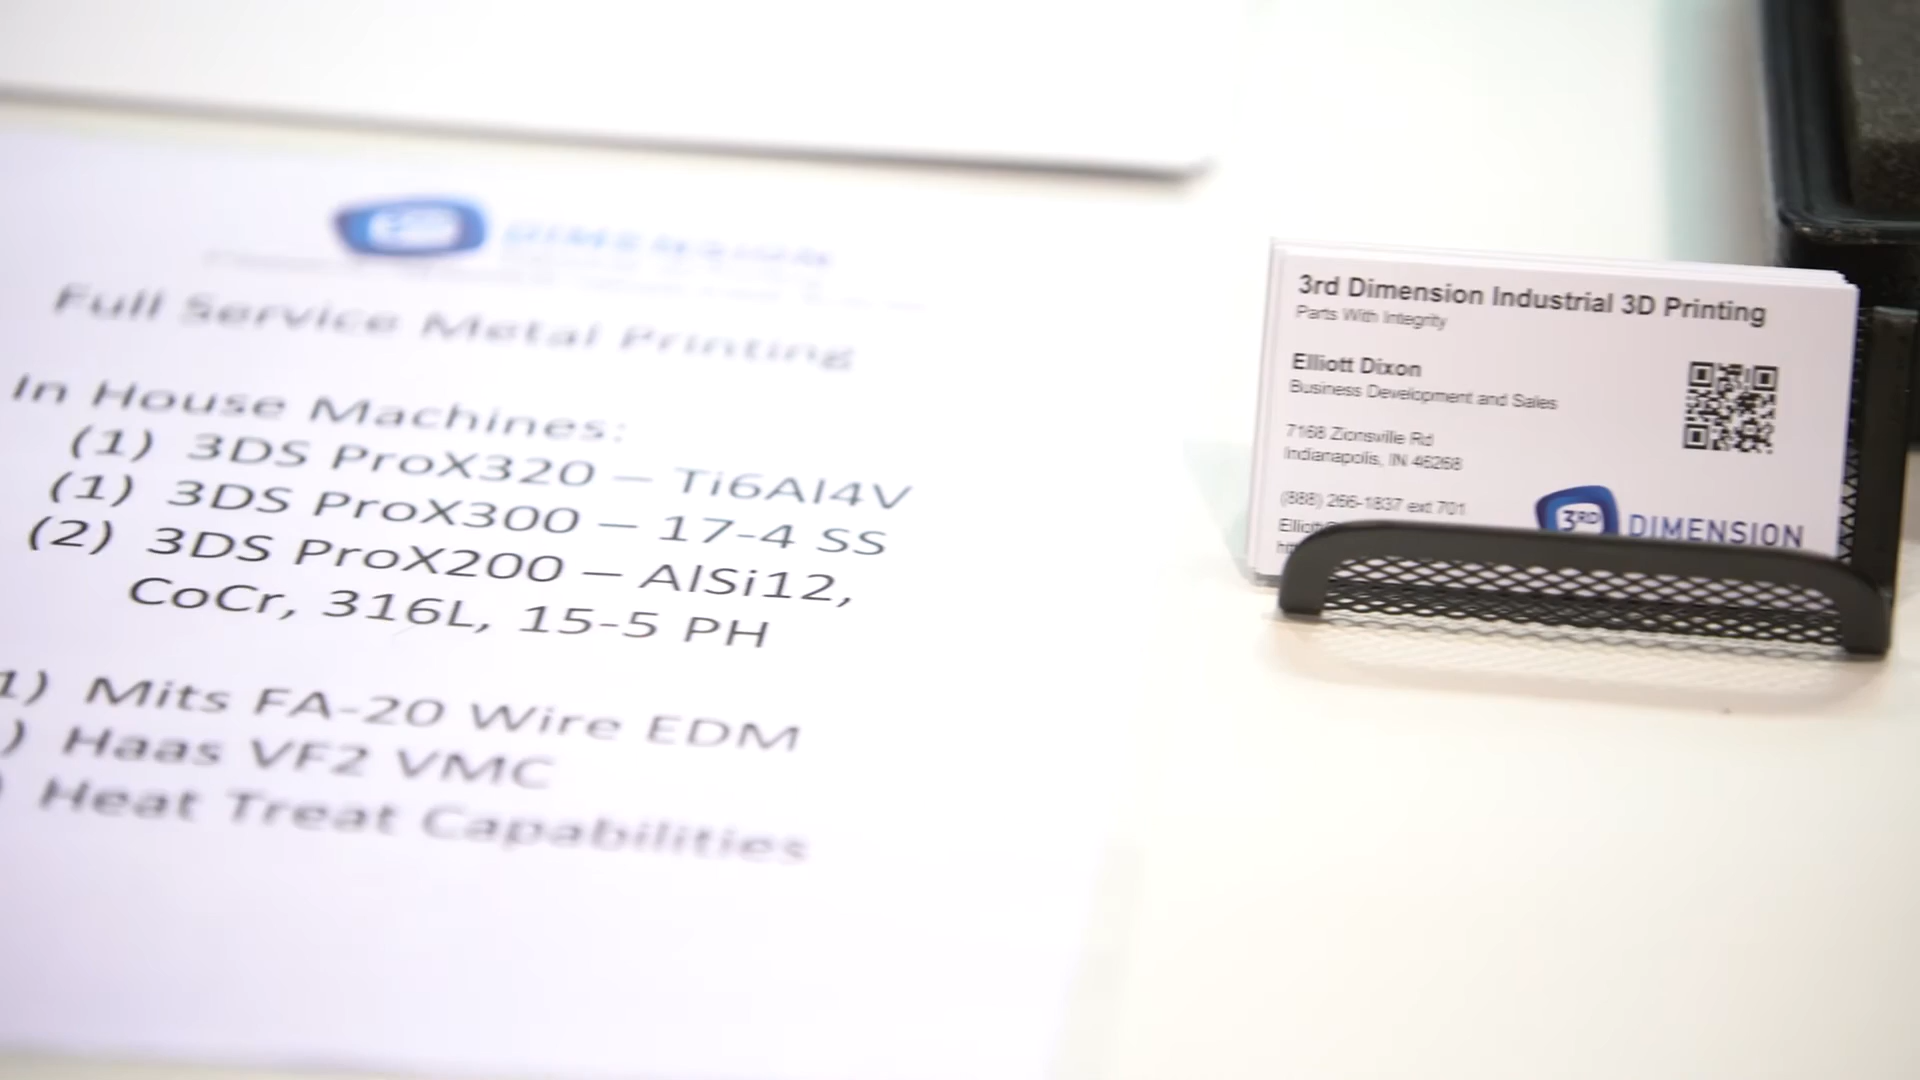 DIMENSION
Full Service Metal Printing
In House Machines:
(1) 3DS ProX320 – Ti6Al4V
(1) 3DS ProX300 – 17-4 SS
(2) 3DS ProX200 – AlSi12,
CoCr, 316L, 15-5 PH
1) Mits FA-20 Wire EDM
) Haas VF2 VMC
) Heat Treat Capabilities
3rd Dimension Industrial 3D Printing
Parts With Integrity
Elliott Dixon
Business Development and Sales
7168 Zionsville Rd
Indianapolis, IN 46268
(888) 266-1837 ext 701
3RD DIMENSION